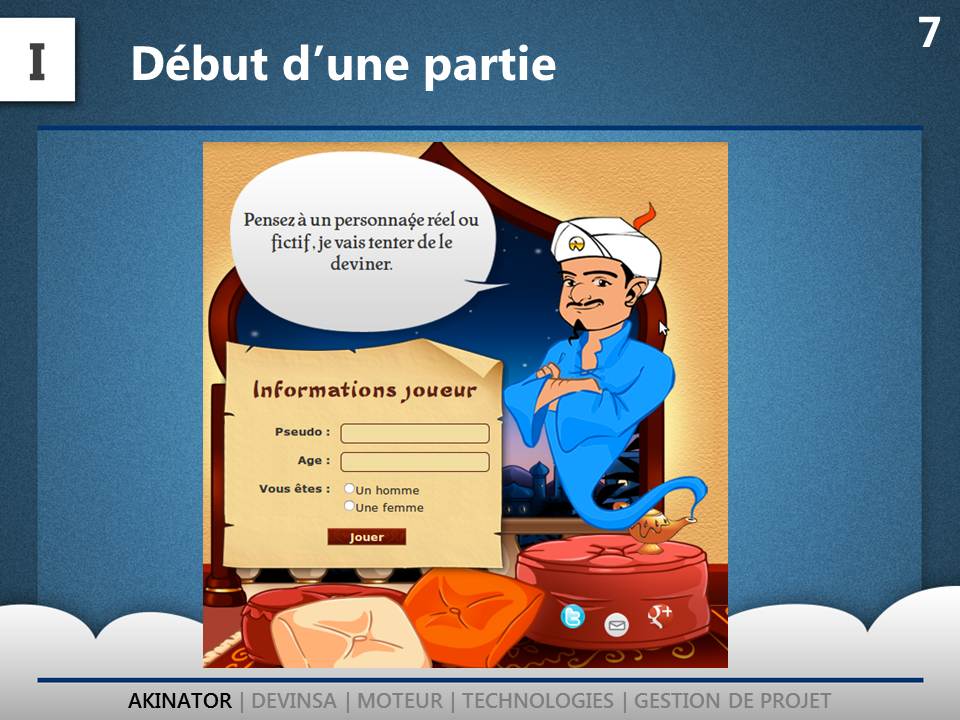 I
Début d’une partie
7
Pensez à un personnage réel ou
fictif, je vais tenter de le
deviner.
Informations joueur
Pseudo :
Age :
Vous êtes :
Un homme
Une femme
Jouer
g+
AKINATOR | DEVINSA | MOTEUR | TECHNOLOGIES | GESTION DE PROJET